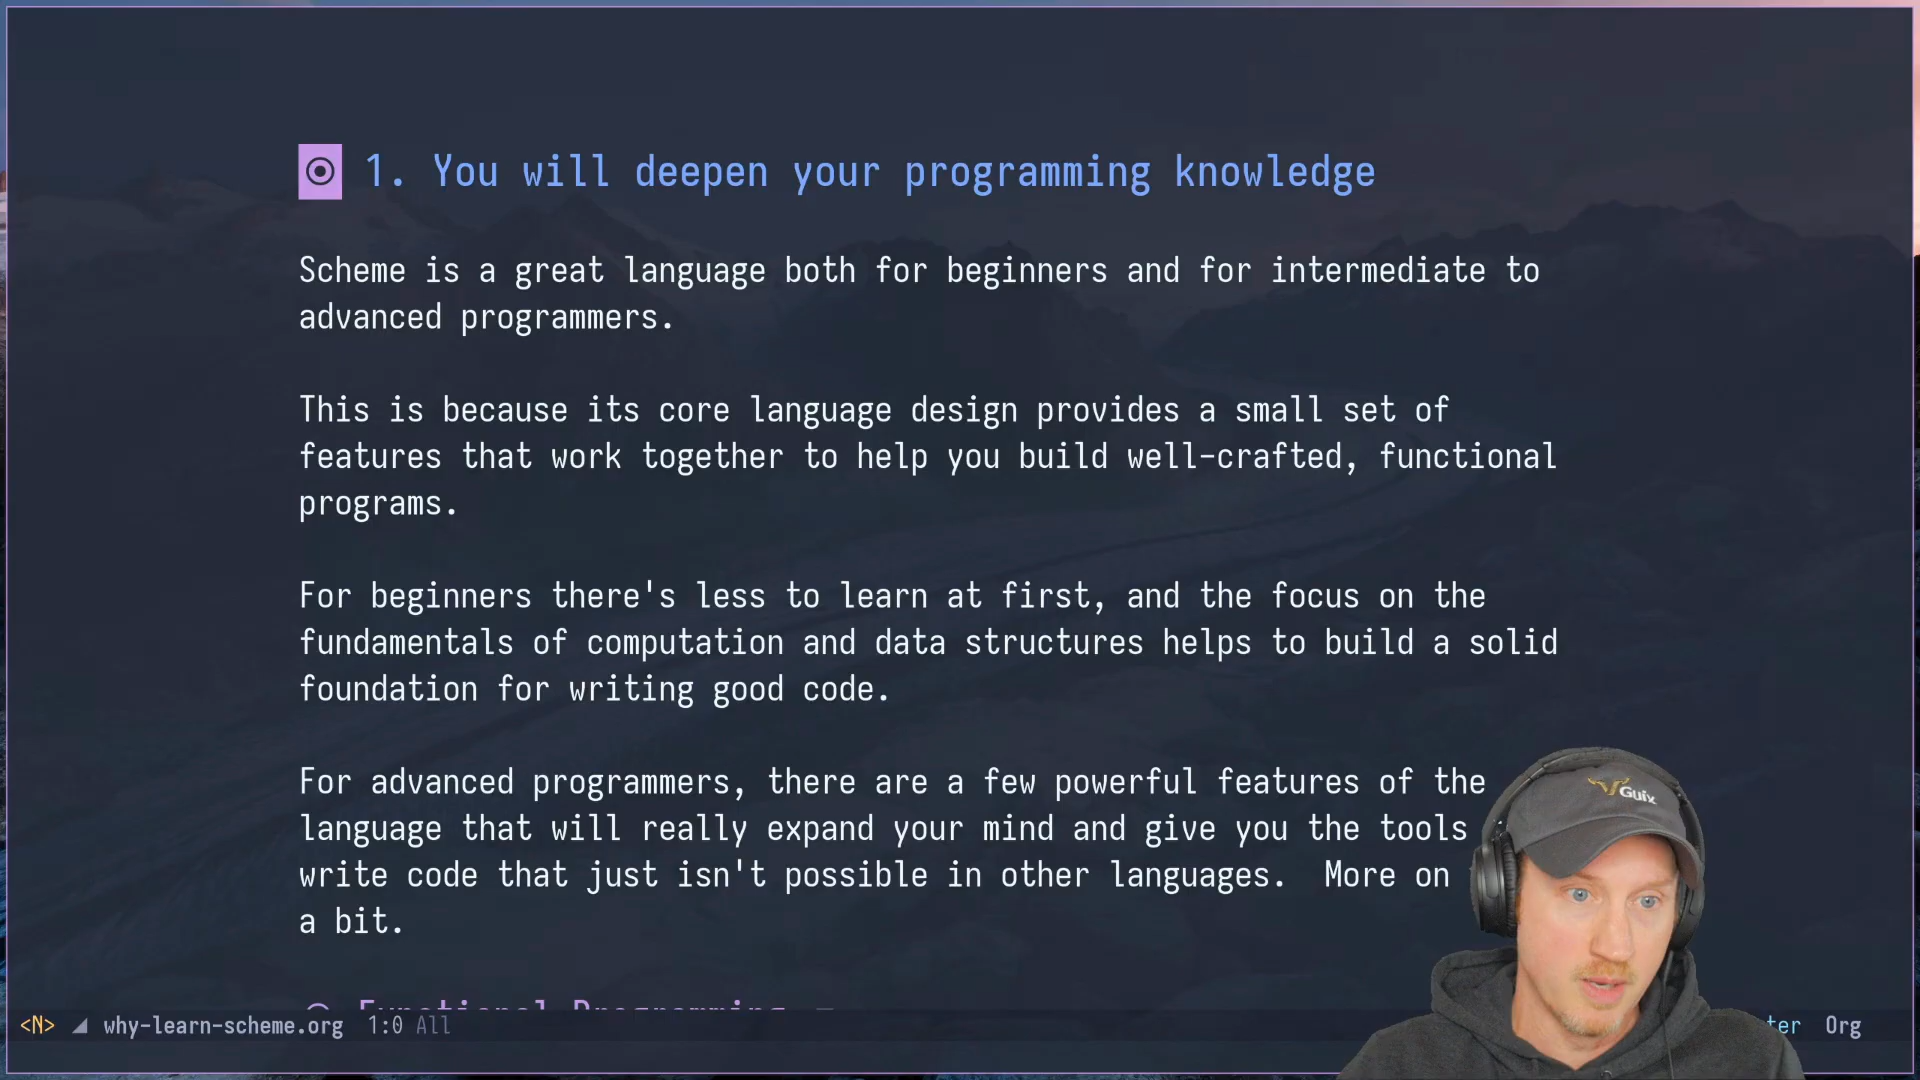 1. You will deepen your programming knowledge
Scheme is a great language both for beginners and for intermediate to
advanced programmers.
This is because its core language design provides a small set of
features that work together to help you build well-crafted, functional
programs.
For beginners there's less to learn at first, and the focus on the
fundamentals of computation and data structures helps to build a solid
foundation for writing good code.
For advanced programmers, there are a few powerful features of the
language that will really expand your mind and give you the tools
write code that just isn't possible in other languages.  More on
a bit.
Functional Programming
Guix
<N> why-learn-scheme.org 1:0 All ter Org